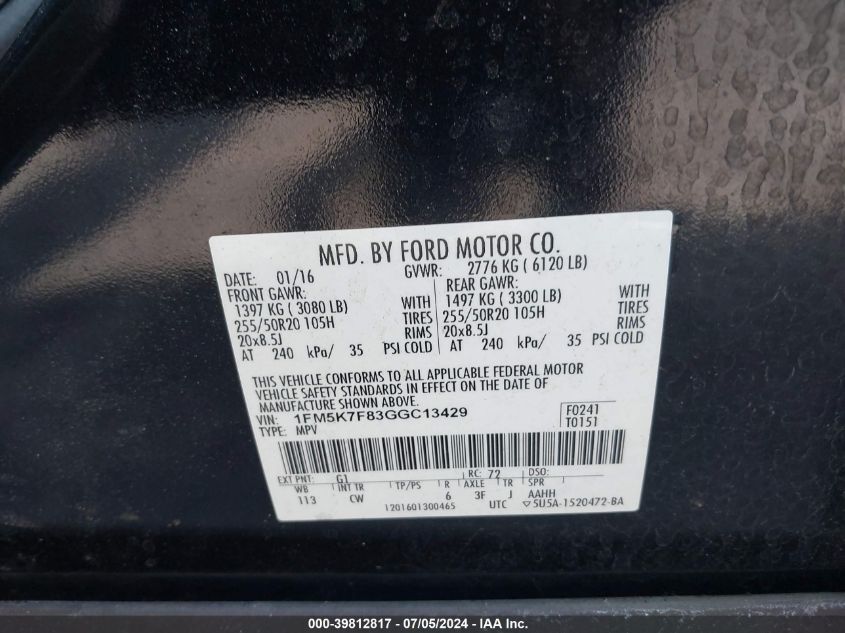 MFD. BY FORD MOTOR CO.
DATE: 01/16 GVWR: 2776 KG ( 6120 LB)
FRONT GAWR: REAR GAWR:
1397 KG ( 3080 LB) WITH 1497 KG ( 3300 LB) WITH
255/50R20 105H TIRES 255/50R20 105H TIRES
20x8.5J RIMS 20x8.5J RIMS
AT 240 kPa/ 35 PSI COLD AT 240 kPa/ 35 PSI COLD
THIS VEHICLE CONFORMS TO ALL APPLICABLE FEDERAL MOTOR
VEHICLE SAFETY STANDARDS IN EFFECT ON THE DATE OF
MANUFACTURE SHOWN ABOVE.
VIN: 1FM5K7F83GGC13429 F0241
TYPE: MPV T0151
EXT PNT: G1 RC: 72 DSO:
WB INT TR TP/PS R AXLE TR SPR
113 CW 6 3F J AAHH
1201601300465 UTC ▽5U5A-1520472-BA
000-39812817 - 07/05/2024 - IAA Inc.